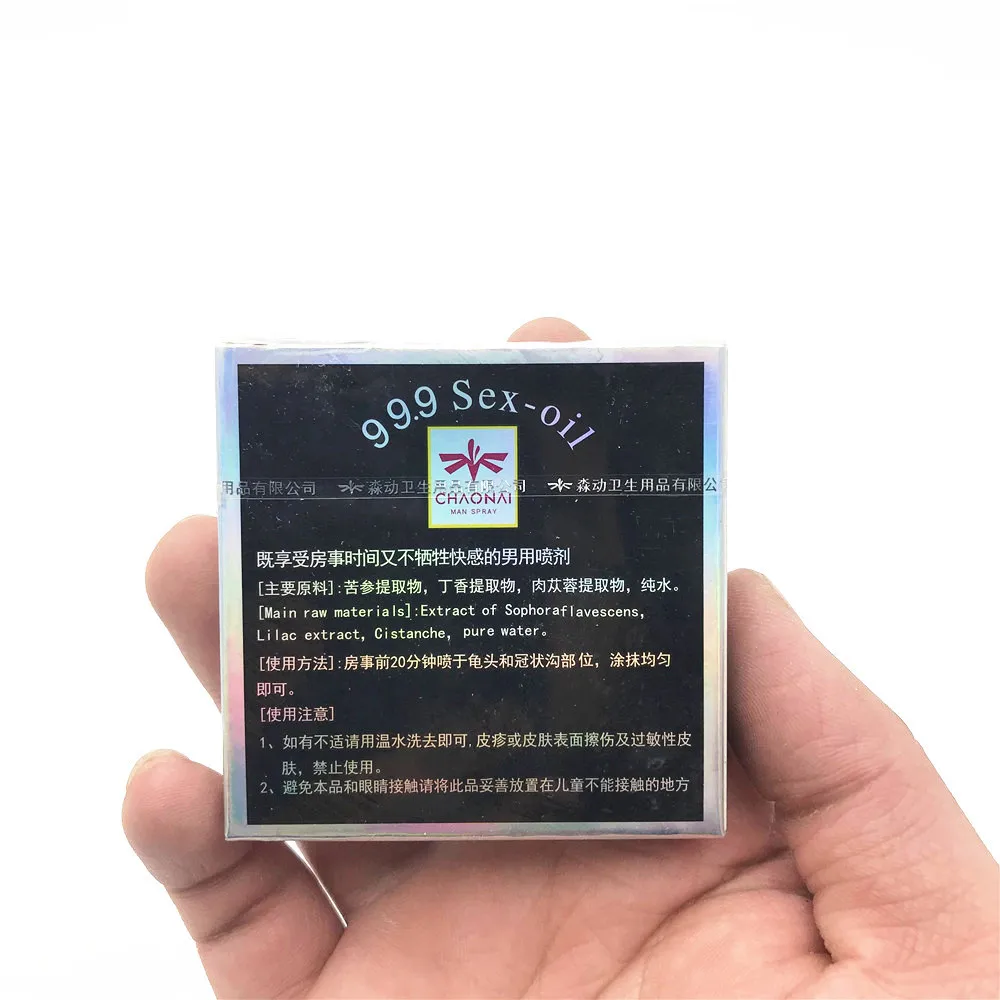 99.9 Sex-oil
用品有限公司 森动卫生用品有限公司 森动卫生用品有限公
CHAONAI
MAN SPRAY
既享受房事时间又不牺牲快感的男用喷剂
[主要原料]:苦参提取物，丁香提取物，肉苁蓉提取物，纯水。
[Main raw materials]:Extract of Sophoraflavescens,
Lilac extract, Cistanche, pure water。
[使用方法]:房事前20分钟喷于龟头和冠状沟部位，涂抹均匀
即可。
[使用注意]
1、如有不适请用温水洗去即可,皮疹或皮肤表面擦伤及过敏性皮
肤，禁止使用。
2、避免本品和眼睛接触请将此品妥善放置在儿童不能接触的地方